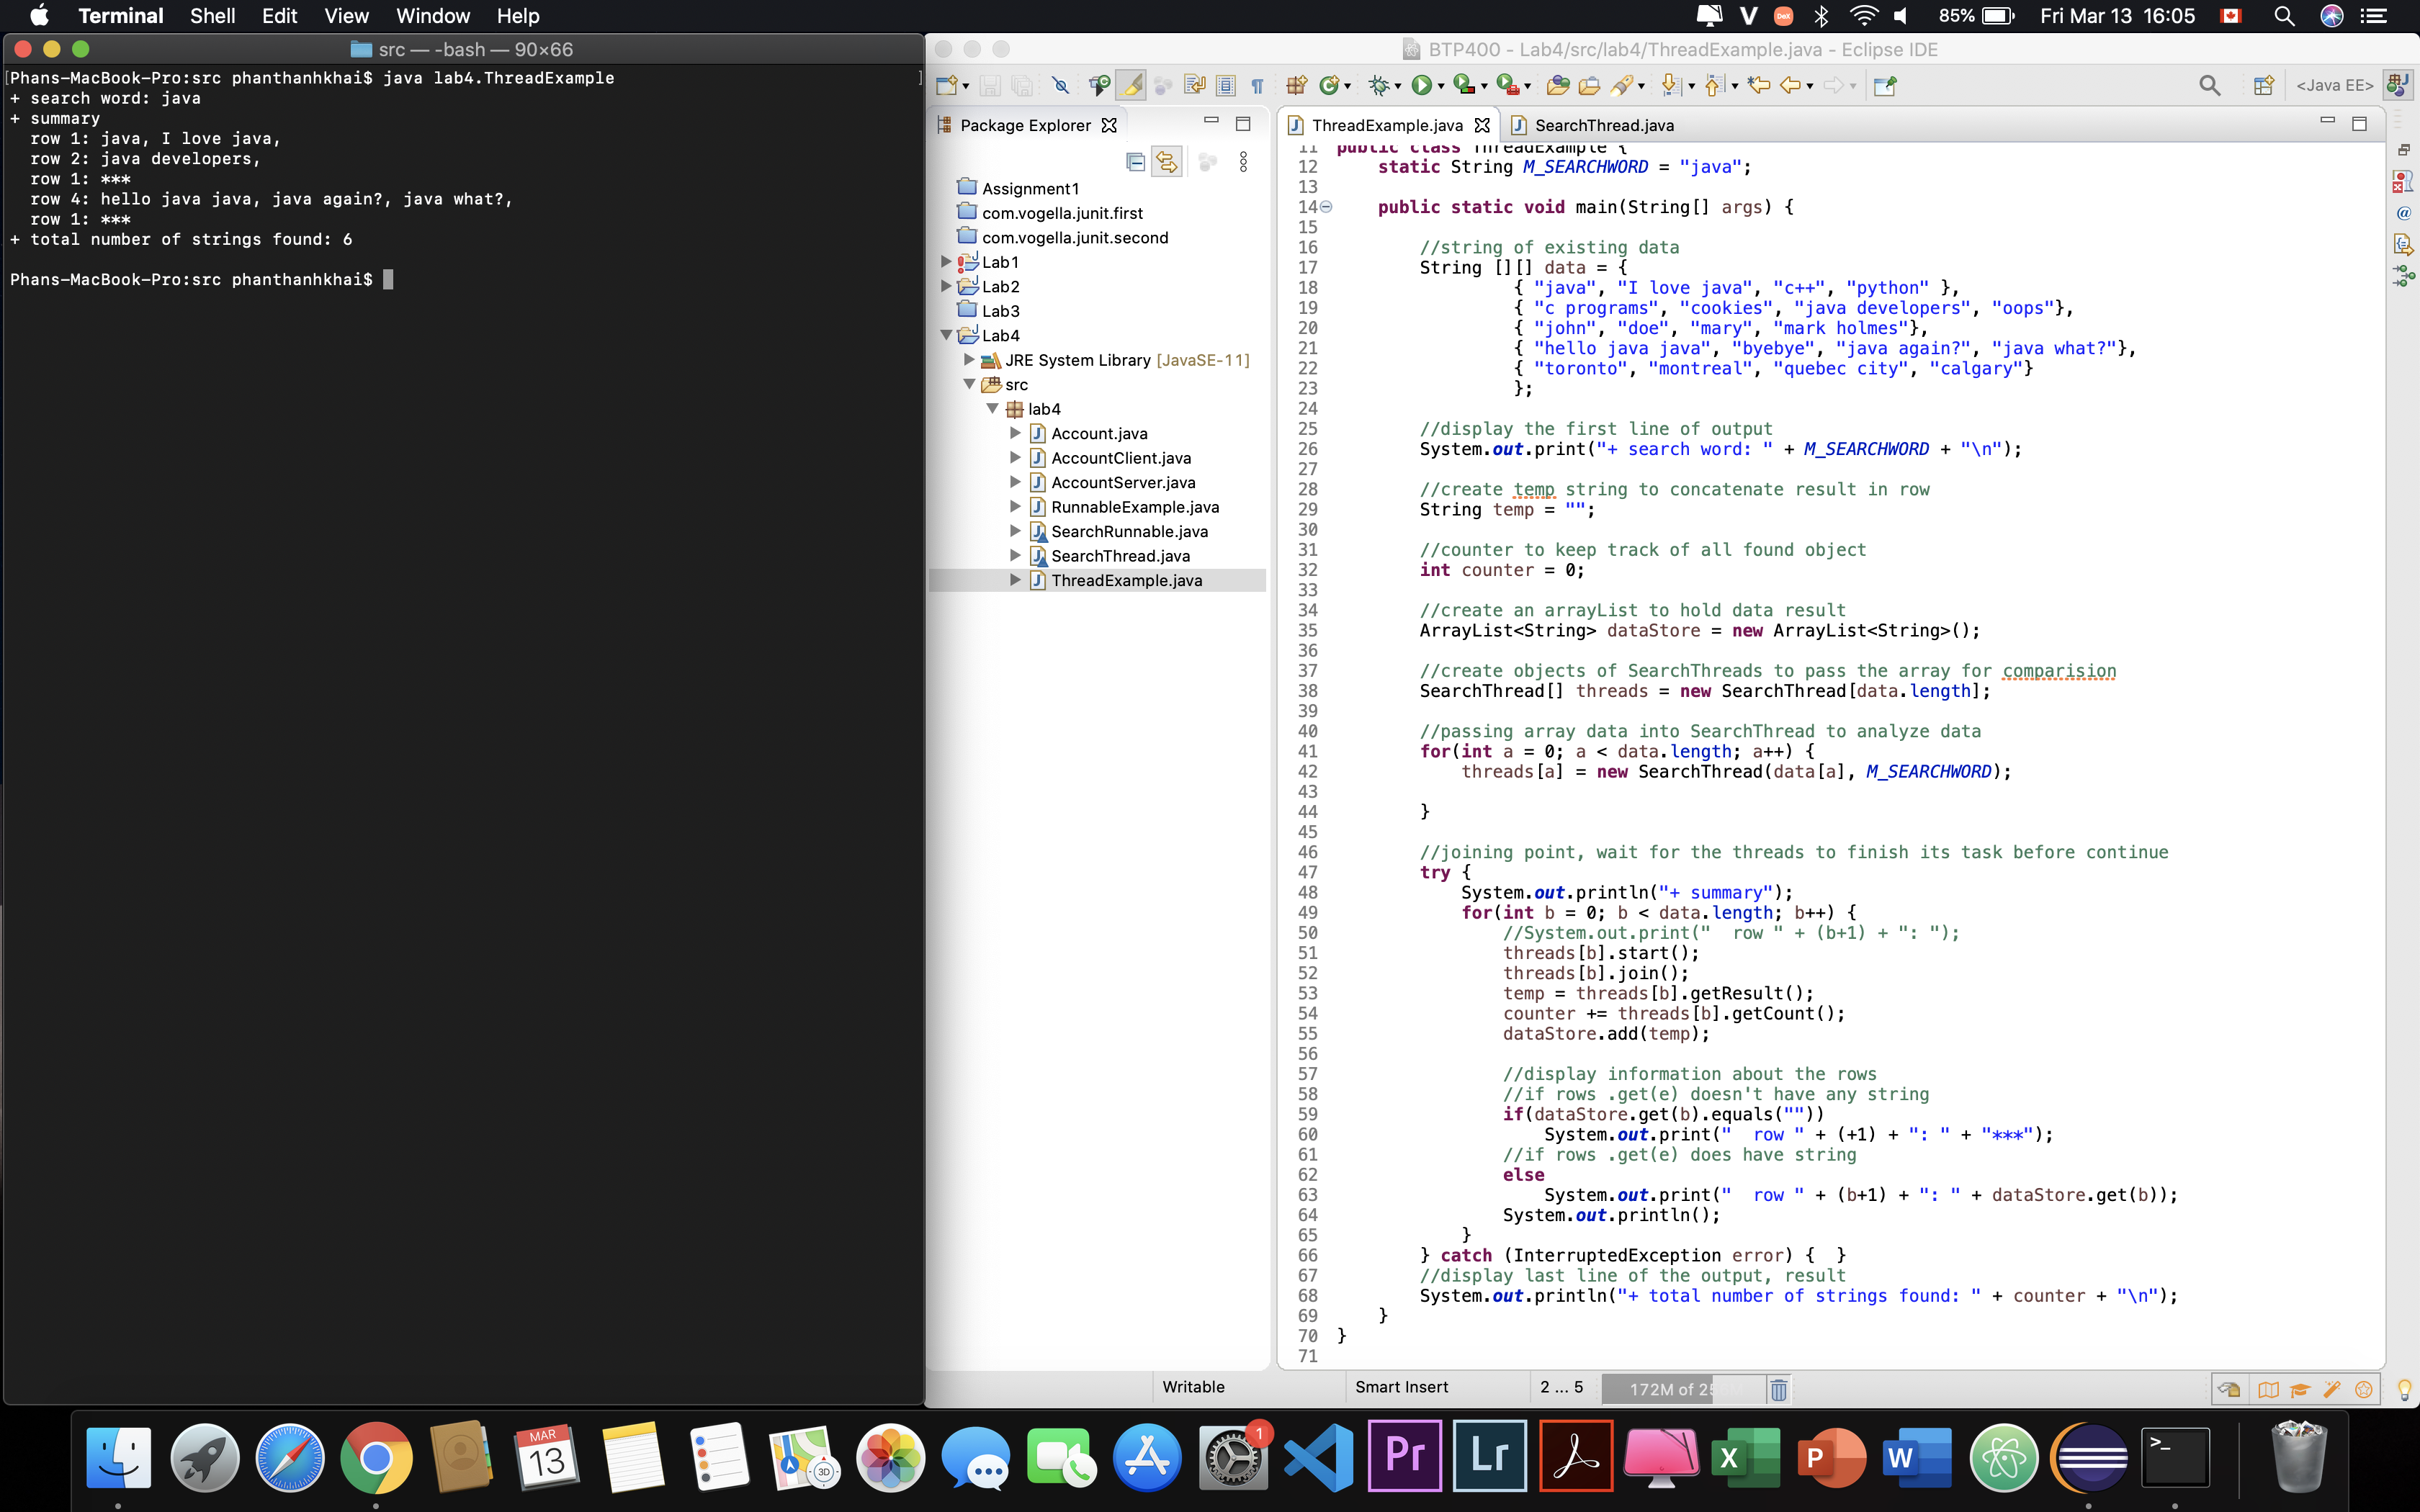 Terminal Shell Edit View Window Help
85% Fri Mar 13 16:05
src — -bash — 90×66
[Phans-MacBook-Pro:src phanthanhkhai$ java lab4.ThreadExample ]
+ search word: java
+ summary
row 1: java, I love java,
row 2: java developers,
row 1: ***
row 4: hello java java, java again?, java what?,
row 1: ***
+ total number of strings found: 6
Phans-MacBook-Pro:src phanthanhkhai$
BTP400 - Lab4/src/lab4/ThreadExample.java - Eclipse IDE
<Java EE>
Package Explorer
Assignment1
com.vogella.junit.first
com.vogella.junit.second
Lab1
Lab2
Lab3
Lab4
JRE System Library [JavaSE-11]
src
lab4
Account.java
AccountClient.java
AccountServer.java
RunnableExample.java
SearchRunnable.java
SearchThread.java
ThreadExample.java
ThreadExample.java SearchThread.java
11 public class ThreadExample {
12 static String M_SEARCHWORD = "java";
13
14 public static void main(String[] args) {
15
16 //string of existing data
17 String [][] data = {
18 { "java", "I love java", "c++", "python" },
19 { "c programs", "cookies", "java developers", "oops"},
20 { "john", "doe", "mary", "mark holmes"},
21 { "hello java java", "byebye", "java again?", "java what?"},
22 { "toronto", "montreal", "quebec city", "calgary"}
23 };
24
25 //display the first line of output
26 System.out.print("+ search word: " + M_SEARCHWORD + "\n");
27
28 //create temp string to concatenate result in row
29 String temp = "";
30
31 //counter to keep track of all found object
32 int counter = 0;
33
34 //create an arrayList to hold data result
35 ArrayList<String> dataStore = new ArrayList<String>();
36
37 //create objects of SearchThreads to pass the array for comparision
38 SearchThread[] threads = new SearchThread[data.length];
39
40 //passing array data into SearchThread to analyze data
41 for(int a = 0; a < data.length; a++) {
42 threads[a] = new SearchThread(data[a], M_SEARCHWORD);
43
44 }
45
46 //joining point, wait for the threads to finish its task before continue
47 try {
48 System.out.println("+ summary");
49 for(int b = 0; b < data.length; b++) {
50 //System.out.print("  row " + (b+1) + ": ");
51 threads[b].start();
52 threads[b].join();
53 temp = threads[b].getResult();
54 counter += threads[b].getCount();
55 dataStore.add(temp);
56
57 //display information about the rows
58 //if rows .get(e) doesn't have any string
59 if(dataStore.get(b).equals(""))
60 System.out.print("  row " + (+1) + ": " + "***");
61 //if rows .get(e) does have string
62 else
63 System.out.print("  row " + (b+1) + ": " + dataStore.get(b));
64 System.out.println();
65 }
66 } catch (InterruptedException error) {  }
67 //display last line of the output, result
68 System.out.println("+ total number of strings found: " + counter + "\n");
69 }
70 }
71
Writable Smart Insert 2 ... 5 172M of
MAR
13
3D
1
Pr
Lr
X
P
W
>_